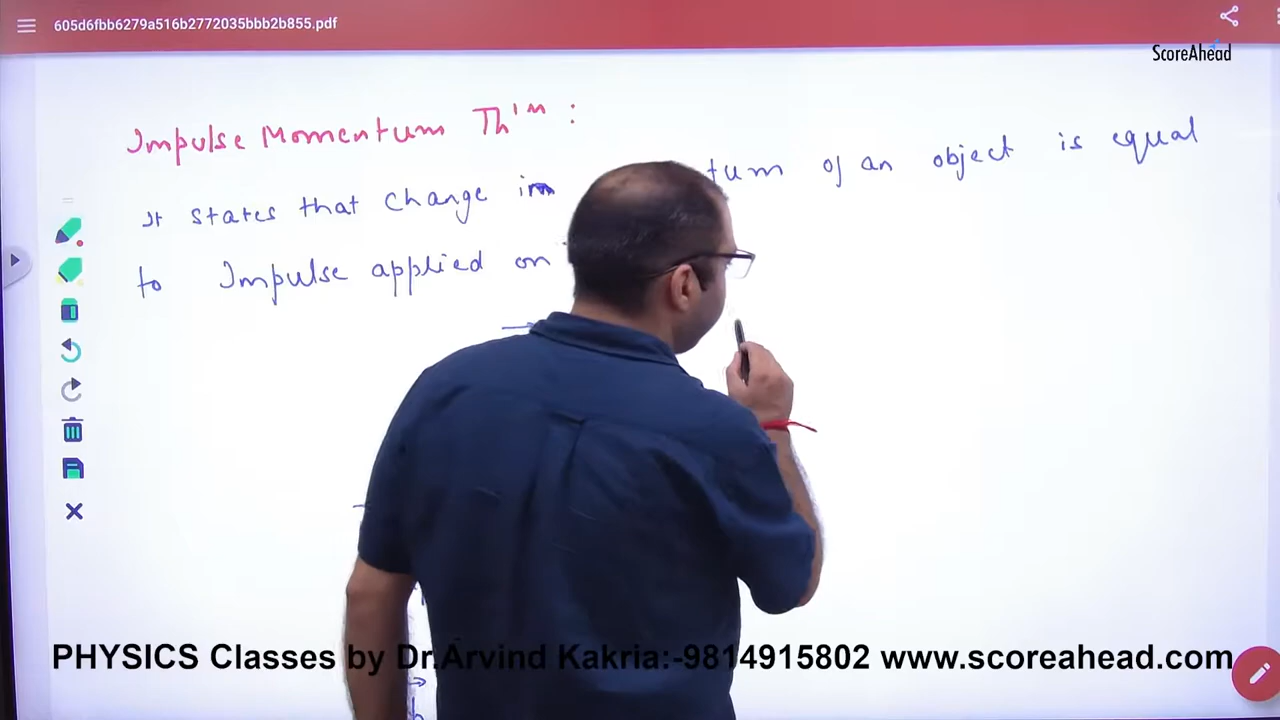 605d6fbb6279a516b2772035bbb2b855.pdf
ScoreAhead
Impulse Momentum Th'm :
It states that change in tum of an object is equal
to Impulse applied on
PHYSICS Classes by Dr.Arvind Kakria:-9814915802 www.scoreahead.com